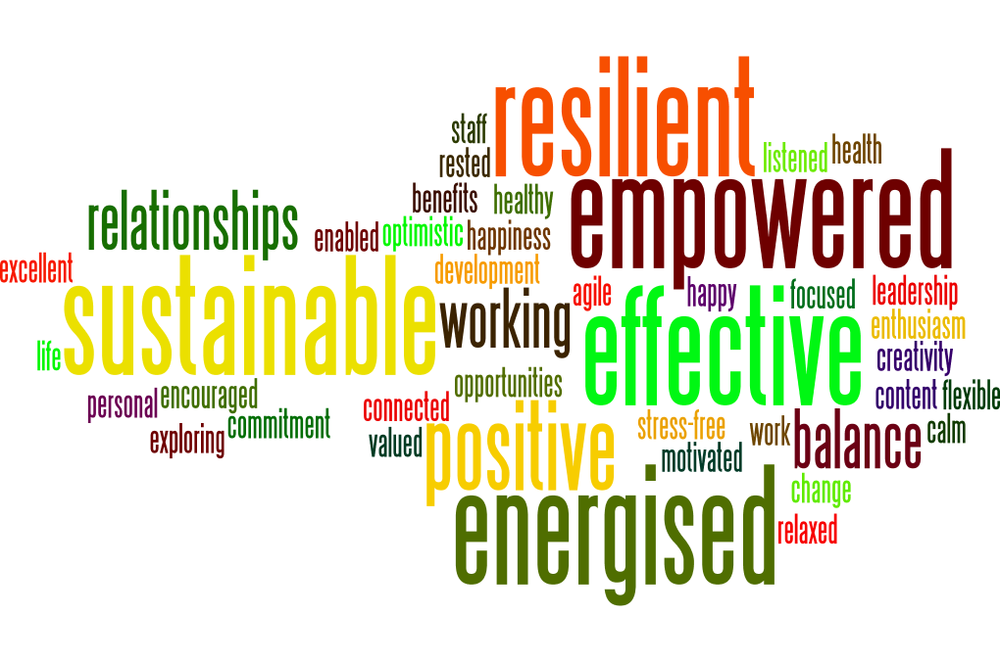 resilient
staff
listened
health
rested
empowered
benefits
healthy
relationships
enabled
optimistic
happiness
excellent
sustainable
development
agile
happy
focused
leadership
working
effective
enthusiasm
life
creativity
opportunities
content
flexible
personal
encouraged
connected
commitment
positive
stress-free
work
balance
calm
exploring
valued
motivated
energised
change
relaxed